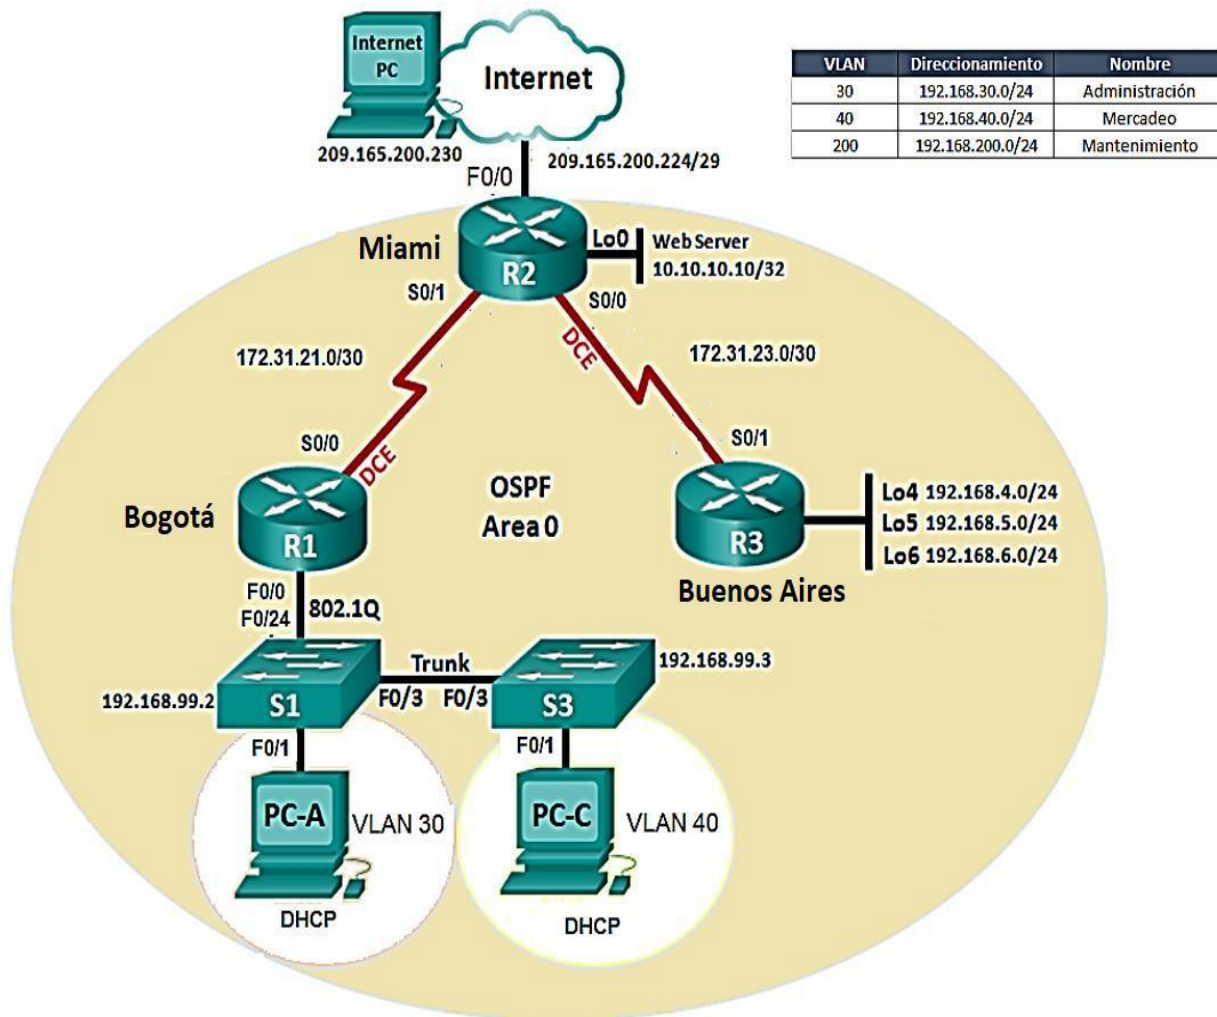 Internet
PC
Internet
209.165.200.230
209.165.200.224/29
F0/0
VLAN Direccionamiento Nombre
30 192.168.30.0/24 Administración
40 192.168.40.0/24 Mercadeo
200 192.168.200.0/24 Mantenimiento
Miami
R2
Lo0
Web Server
10.10.10.10/32
S0/1
S0/0
DCE
172.31.21.0/30
172.31.23.0/30
S0/0
DCE
S0/1
Bogotá
R1
OSPF
Area 0
R3
Buenos Aires
Lo4 192.168.4.0/24
Lo5 192.168.5.0/24
Lo6 192.168.6.0/24
F0/0
F0/24
802.1Q
Trunk
192.168.99.3
192.168.99.2
S1
F0/3
F0/3
S3
F0/1
F0/1
PC-A
VLAN 30
PC-C
VLAN 40
DHCP
DHCP